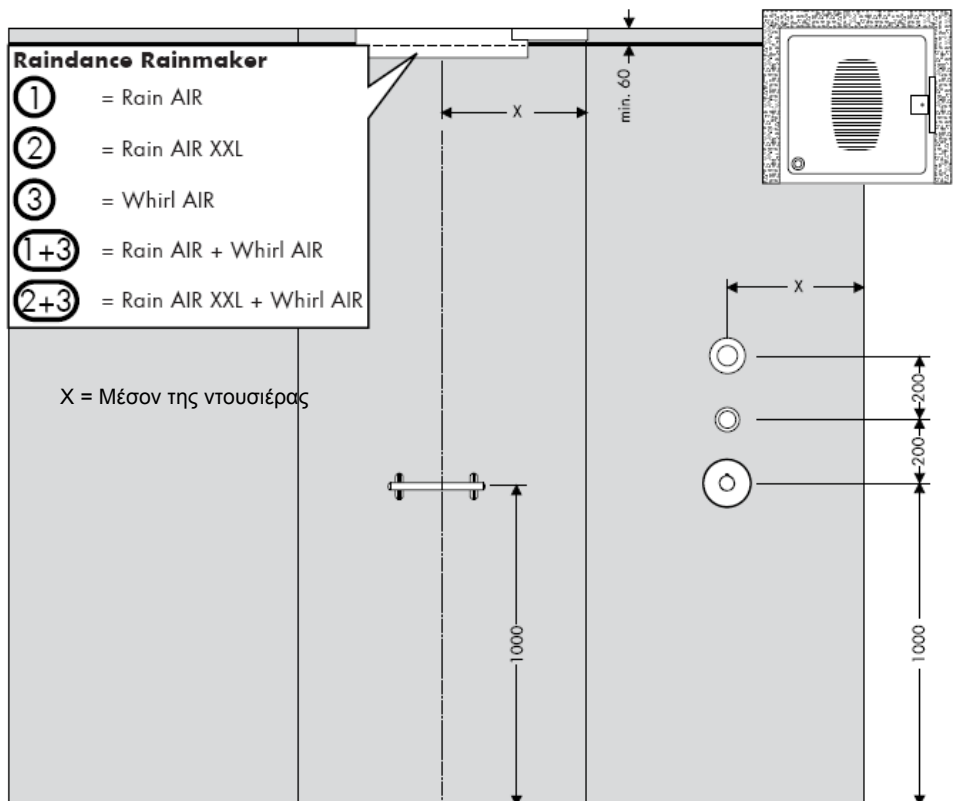 Raindance Rainmaker
1 = Rain AIR
2 = Rain AIR XXL
3 = Whirl AIR
1+3 = Rain AIR + Whirl AIR
2+3 = Rain AIR XXL + Whirl AIR
X
min. 60
X
X = Μέσον της ντουσιέρας
200
200
1000
1000